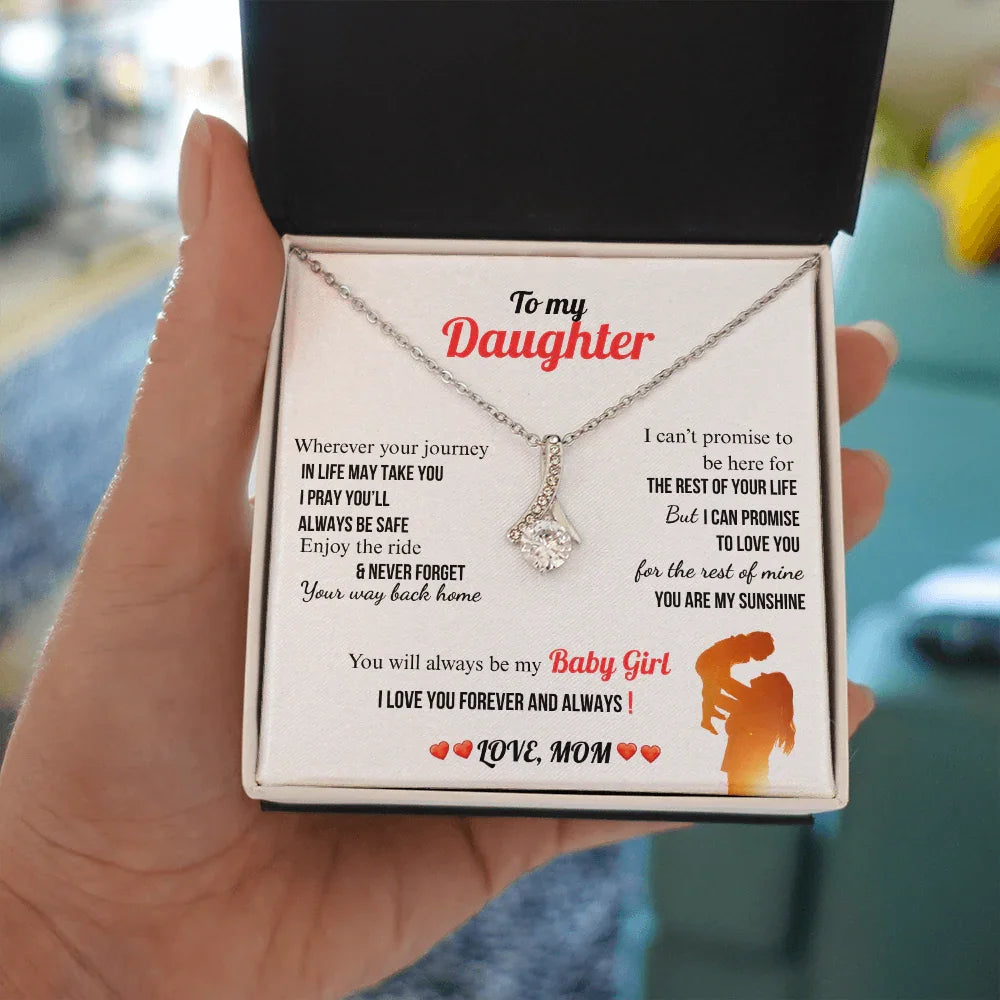 To my
Daughter
Wherever your journey
IN LIFE MAY TAKE YOU
I PRAY YOU'LL
ALWAYS BE SAFE
Enjoy the ride
& NEVER FORGET
Your way back home
I can't promise to
be here for
THE REST OF YOUR LIFE
But I CAN PROMISE
TO LOVE YOU
for the rest of mine
YOU ARE MY SUNSHINE
You will always be my Baby Girl
I LOVE YOU FOREVER AND ALWAYS!
LOVE, MOM